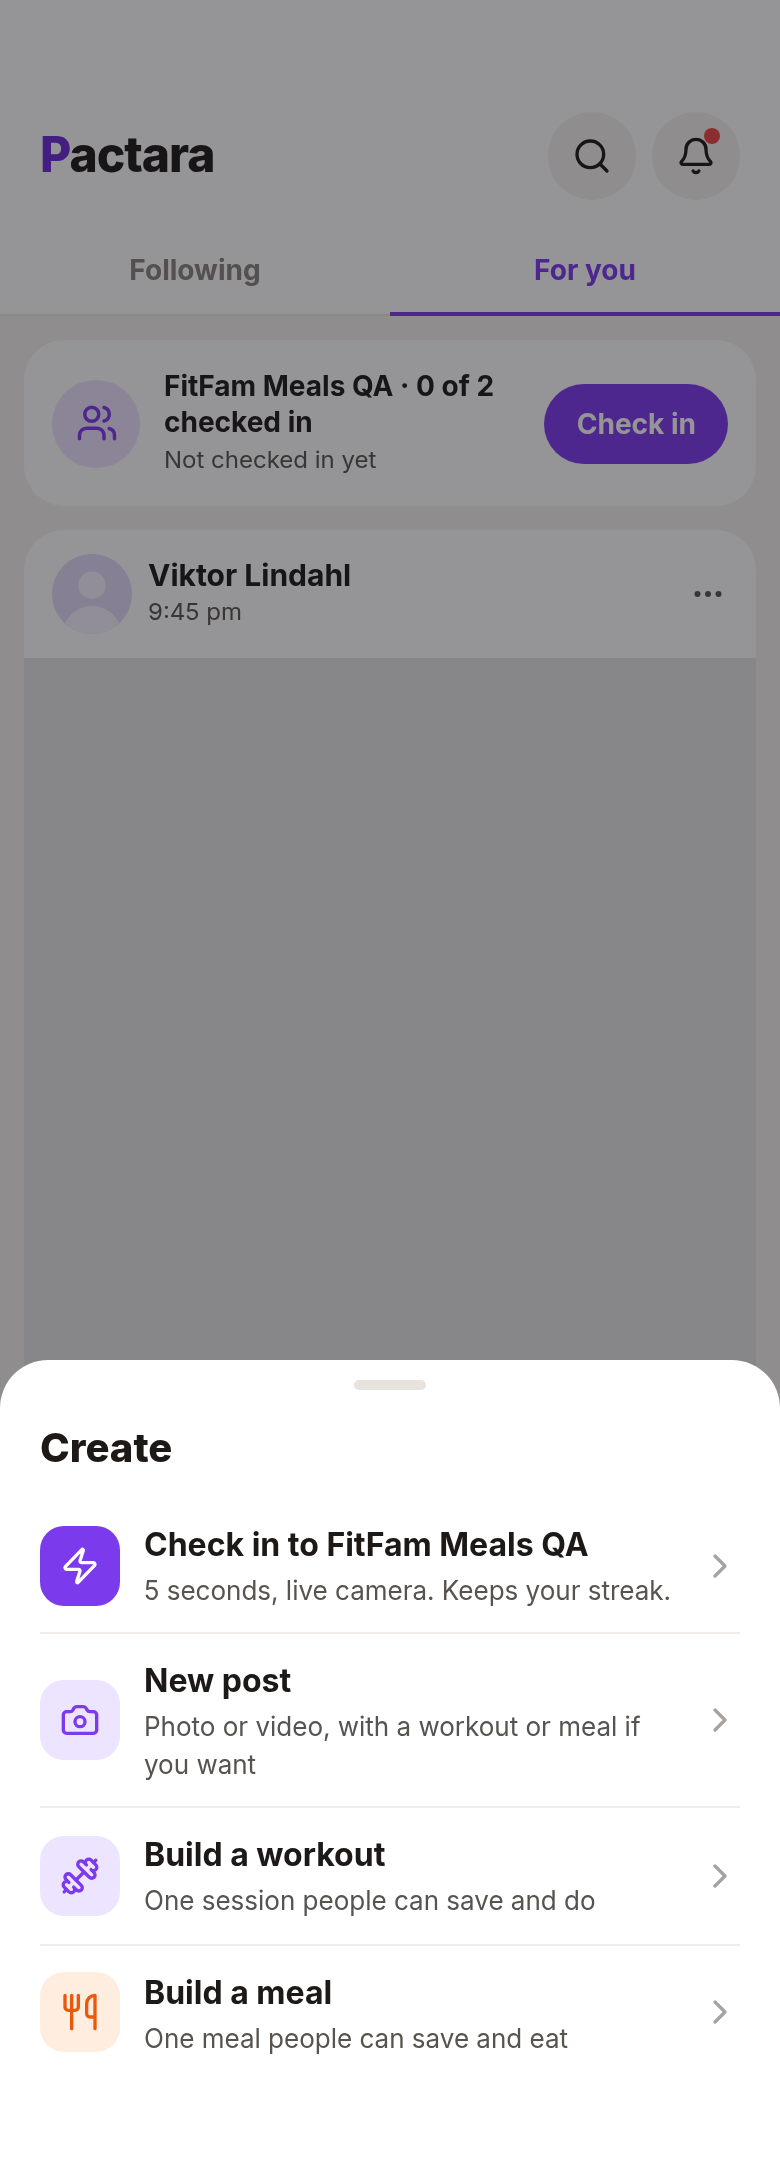 Pactara
Following
For you
FitFam Meals QA · 0 of 2
checked in
Not checked in yet
Check in
Viktor Lindahl
9:45 pm
Create
Check in to FitFam Meals QA
5 seconds, live camera. Keeps your streak.
New post
Photo or video, with a workout or meal if
you want
Build a workout
One session people can save and do
Build a meal
One meal people can save and eat